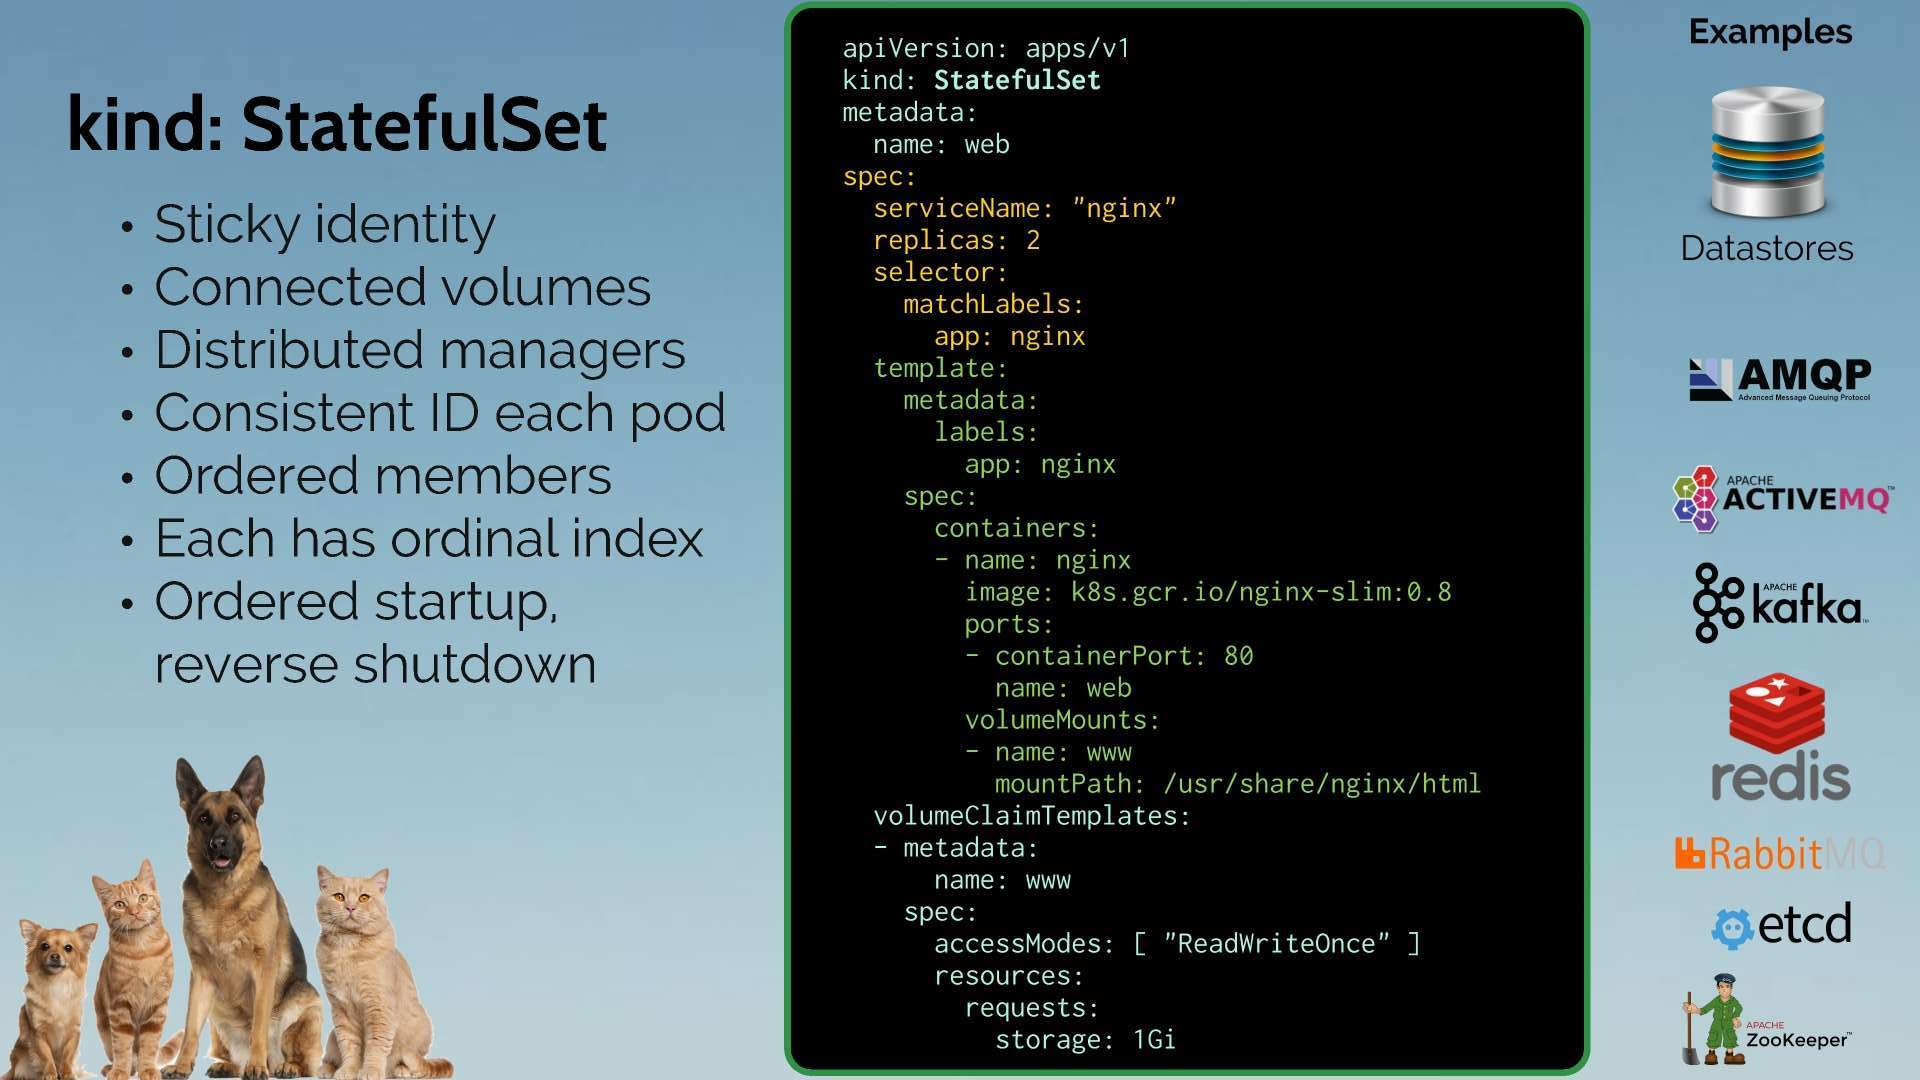 kind: StatefulSet
• Sticky identity
• Connected volumes
• Distributed managers
• Consistent ID each pod
• Ordered members
• Each has ordinal index
• Ordered startup,
reverse shutdown
apiVersion: apps/v1
kind: StatefulSet
metadata:
  name: web
spec:
  serviceName: "nginx"
  replicas: 2
  selector:
    matchLabels:
      app: nginx
  template:
    metadata:
      labels:
        app: nginx
    spec:
      containers:
      - name: nginx
        image: k8s.gcr.io/nginx-slim:0.8
        ports:
        - containerPort: 80
          name: web
        volumeMounts:
        - name: www
          mountPath: /usr/share/nginx/html
  volumeClaimTemplates:
  - metadata:
      name: www
    spec:
      accessModes: [ "ReadWriteOnce" ]
      resources:
        requests:
          storage: 1Gi
Examples
Datastores
AMQP
Advanced Message Queuing Protocol
APACHE
ACTIVEMQ™
APACHE
kafka™
redis
RabbitMQ
etcd
APACHE
ZooKeeper™